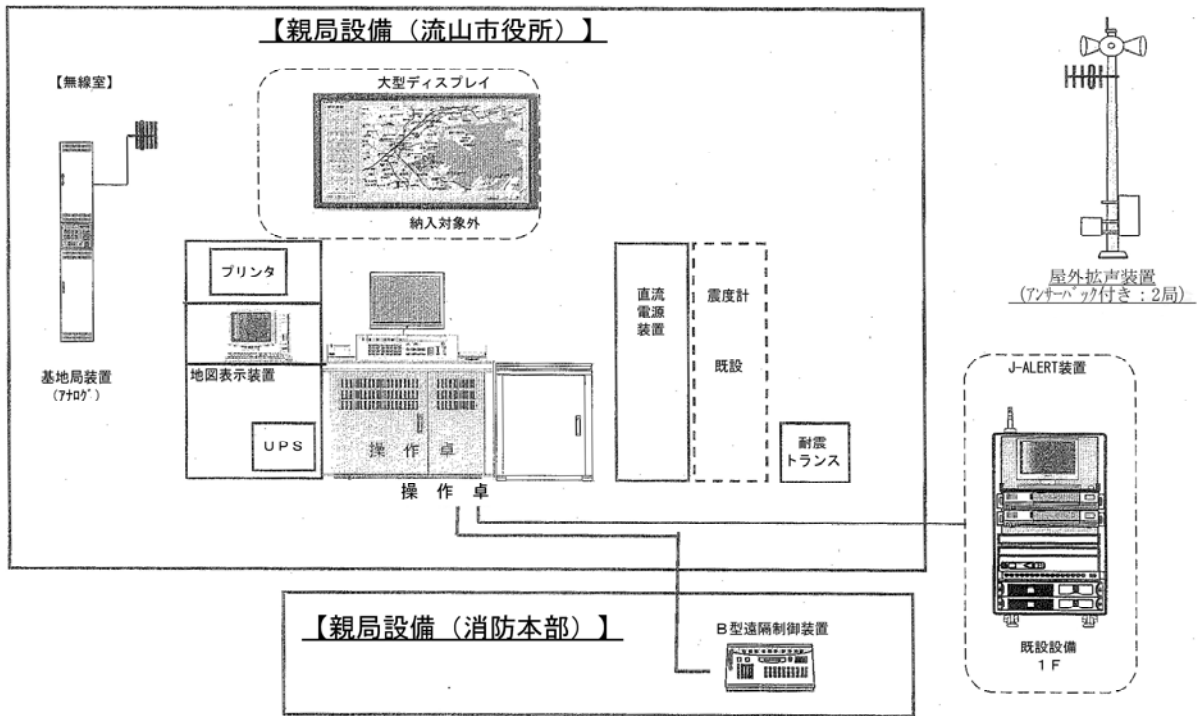 【親局設備（流山市役所）】
【無線室】
大型ディスプレイ
納入対象外
基地局装置
(ｱﾅﾛｸﾞ)
プリンタ
地図表示装置
ＵＰＳ
操作卓
操作卓
直流
電源
装置
震度計
既設
耐震
トランス
屋外拡声装置
(ｱﾝｻｰﾊﾞｯｸ付き：2局)
J-ALERT装置
既設設備
１Ｆ
【親局設備（消防本部）】
Ｂ型遠隔制御装置